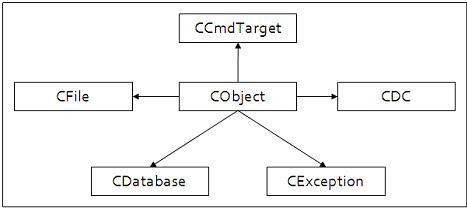 CCmdTarget
CFile
CObject
CDC
CDatabase
CException